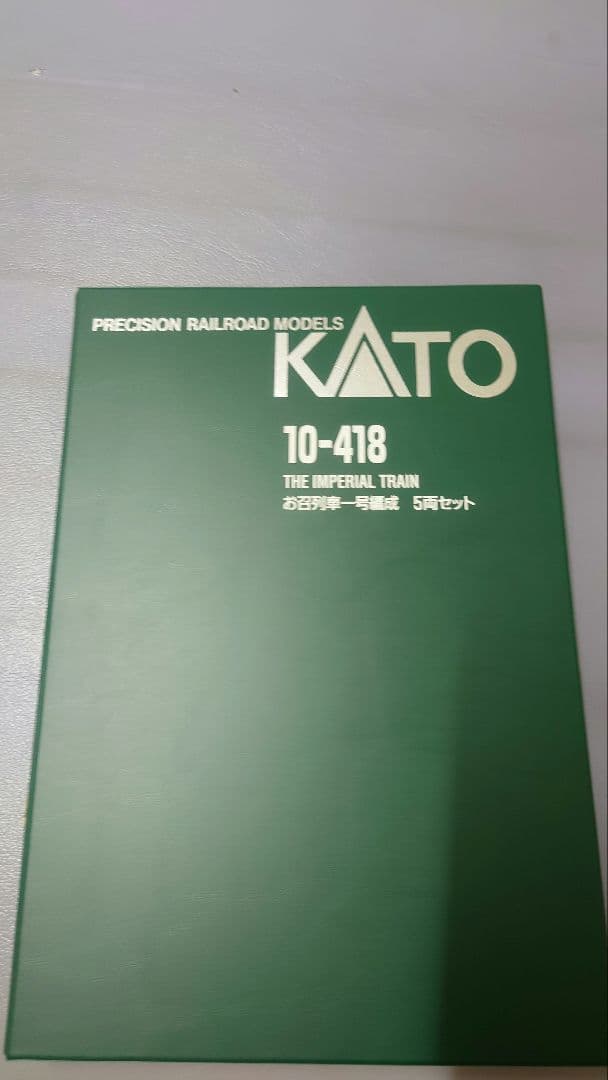 PRECISION RAILROAD MODELS
KATO
10-418
THE IMPERIAL TRAIN
お召列車一号編成 5両セット